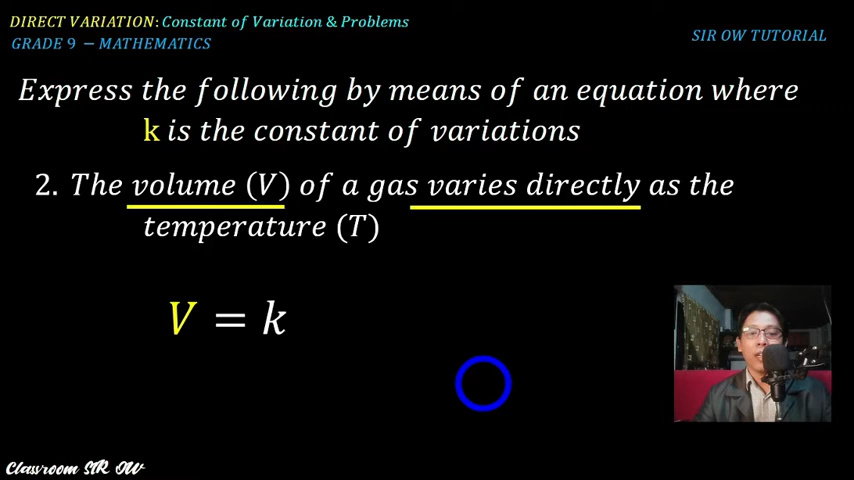 DIRECT VARIATION: Constant of Variation & Problems
GRADE 9 – MATHEMATICS
SIR OW TUTORIAL
Express the following by means of an equation where
k is the constant of variations
2. The volume (V) of a gas varies directly as the
temperature (T)
V = k
Classroom SIR OW